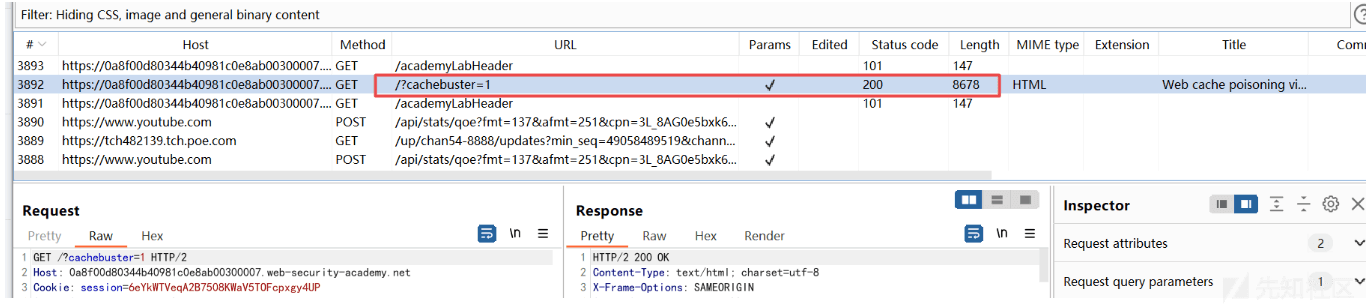 Filter: Hiding CSS, image and general binary content
# Host Method URL Params Edited Status code Length MIME type Extension Title Comm
3893 https://0a8f00d80344b40981c0e8ab00300007.... GET /academyLabHeader 101 147
3892 https://0a8f00d80344b40981c0e8ab00300007.... GET /?cachebuster=1 ✓ 200 8678 HTML Web cache poisoning vi...
3891 https://0a8f00d80344b40981c0e8ab00300007.... GET /academyLabHeader 101 147
3890 https://www.youtube.com POST /api/stats/qoe?fmt=137&afmt=251&cpn=3L_8AG0e5bxk6... ✓
3889 https://tch482139.tch.poe.com GET /up/chan54-8888/updates?min_seq=49058489519&chann... ✓
3888 https://www.youtube.com POST /api/stats/qoe?fmt=137&afmt=251&cpn=3L_8AG0e5bxk6... ✓
Request
Pretty Raw Hex \n
1 GET /?cachebuster=1 HTTP/2
2 Host: 0a8f00d80344b40981c0e8ab00300007.web-security-academy.net
3 Cookie: session=6eYkWTVeqA2B7508KWaV5TOFcpxgy4UP
Response
Pretty Raw Hex Render \n
1 HTTP/2 200 OK
2 Content-Type: text/html; charset=utf-8
3 X-Frame-Options: SAMEORIGIN
Inspector
Request attributes 2
Request query parameters 1
先知社区